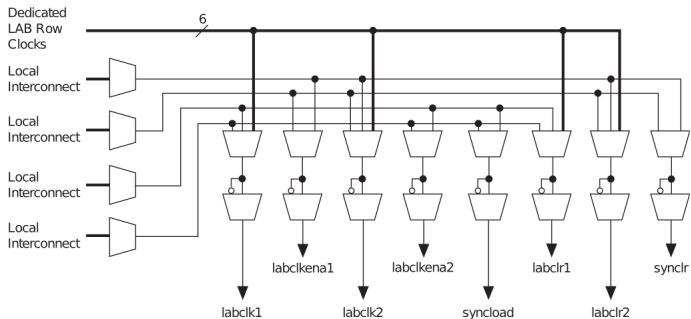 Dedicated
LAB Row
Clocks
6
Local
Interconnect
Local
Interconnect
Local
Interconnect
Local
Interconnect
labclkena1
labclkena2
labclr1
synclr
labclk1
labclk2
syncload
labclr2